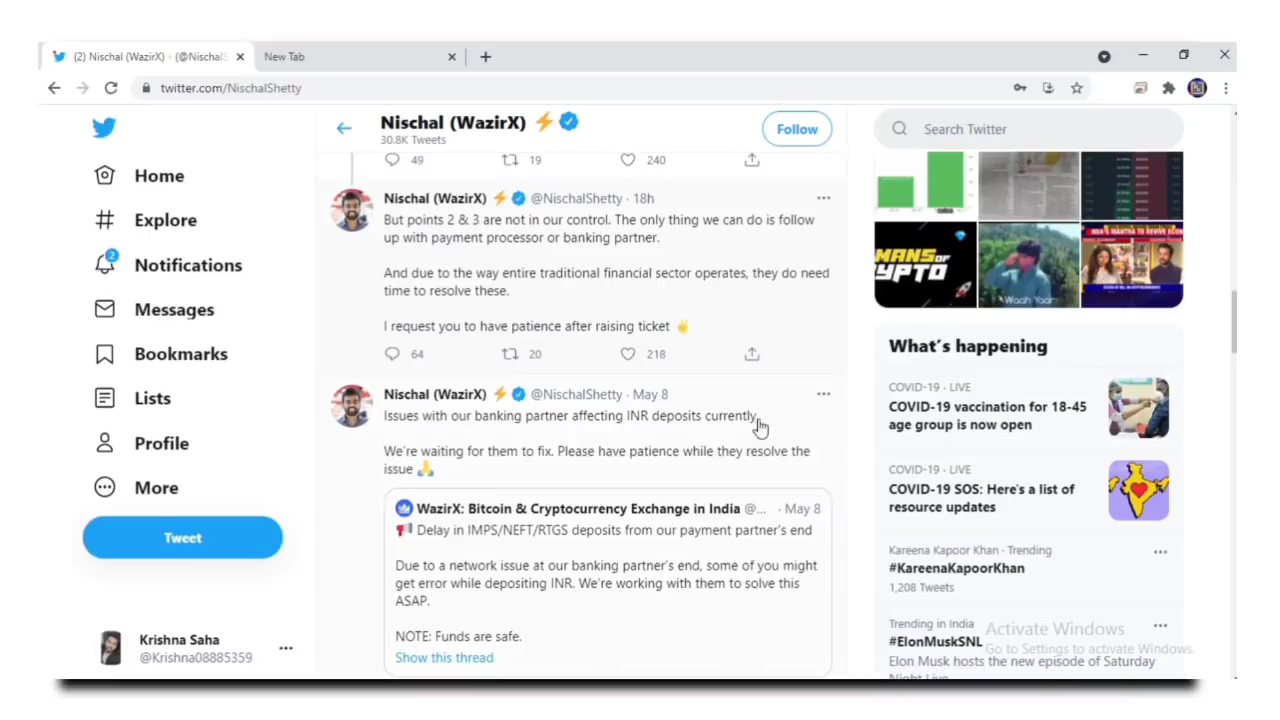 (2) Nischal (WazirX) ⚡ (@NischalS
New Tab
twitter.com/NischalShetty
Home
Explore
2
Notifications
Messages
Bookmarks
Lists
Profile
More
Tweet
Krishna Saha
@Krishna08885359
Nischal (WazirX) ⚡
30.8K Tweets
Follow
49 19 240
Nischal (WazirX) ⚡ @NischalShetty · 18h
But points 2 & 3 are not in our control. The only thing we can do is follow
up with payment processor or banking partner.
And due to the way entire traditional financial sector operates, they do need
time to resolve these.
I request you to have patience after raising ticket ✌
64 20 218
Nischal (WazirX) ⚡ @NischalShetty · May 8
Issues with our banking partner affecting INR deposits currently.
We're waiting for them to fix. Please have patience while they resolve the
issue 🙏
WazirX: Bitcoin & Cryptocurrency Exchange in India @... · May 8
📢 Delay in IMPS/NEFT/RTGS deposits from our payment partner's end
Due to a network issue at our banking partner's end, some of you might
get error while depositing INR. We're working with them to solve this
ASAP.
NOTE: Funds are safe.
Show this thread
Search Twitter
MANS OF
CRYPTO
Waah Yaar
What's happening
COVID-19 · LIVE
COVID-19 vaccination for 18-45
age group is now open
COVID-19 · LIVE
COVID-19 SOS: Here's a list of
resource updates
Kareena Kapoor Khan · Trending
#KareenaKapoorKhan
1,208 Tweets
Trending in India
#ElonMuskSNL
Elon Musk hosts the new episode of Saturday
Night Live
Activate Windows
Go to Settings to activate Windows.